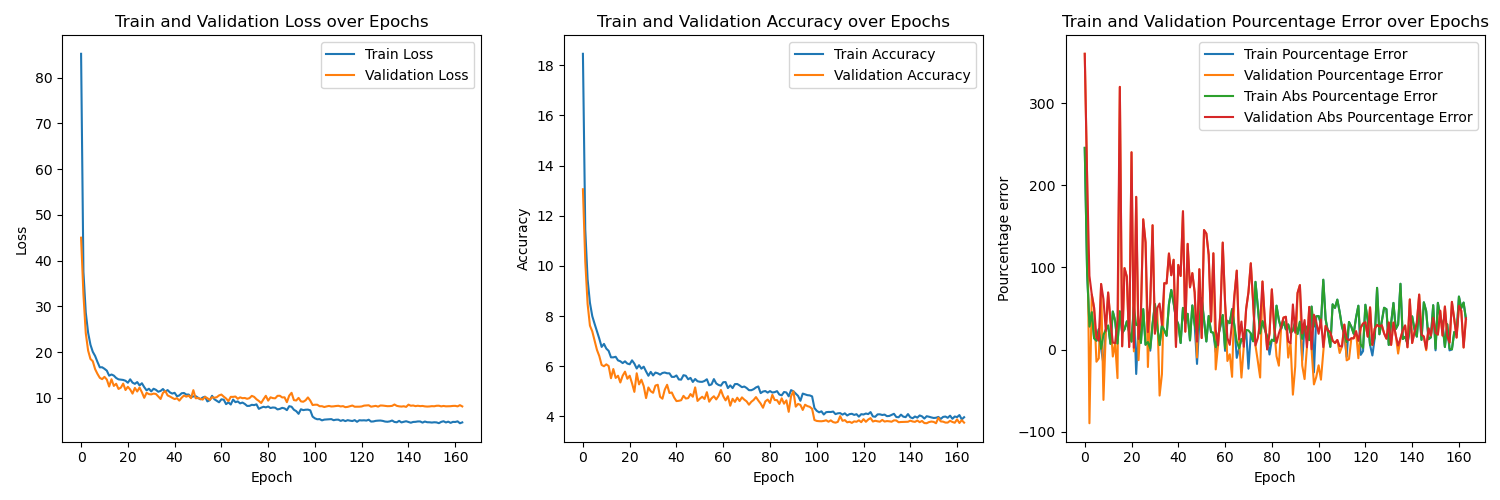 Train and Validation Loss over Epochs
Train Loss
Validation Loss
Loss
80
70
60
50
40
30
20
10
0 20 40 60 80 100 120 140 160
Epoch
Train and Validation Accuracy over Epochs
Train Accuracy
Validation Accuracy
Accuracy
18
16
14
12
10
8
6
4
0 20 40 60 80 100 120 140 160
Epoch
Train and Validation Pourcentage Error over Epochs
Train Pourcentage Error
Validation Pourcentage Error
Train Abs Pourcentage Error
Validation Abs Pourcentage Error
Pourcentage error
300
200
100
0
−100
0 20 40 60 80 100 120 140 160
Epoch